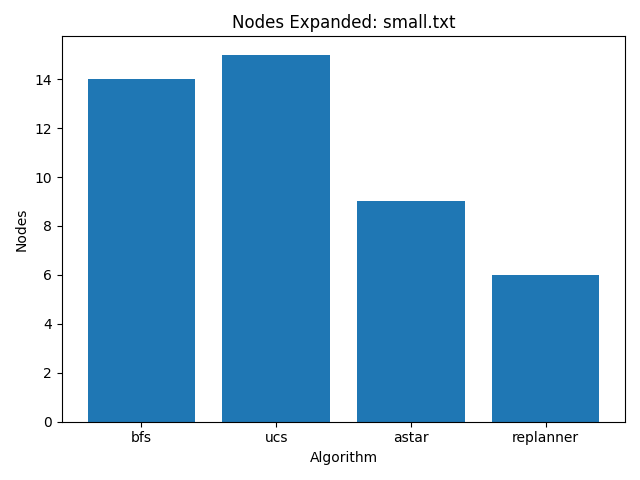 Nodes Expanded: small.txt
Nodes
14
12
10
8
6
4
2
0
bfs ucs astar replanner
Algorithm